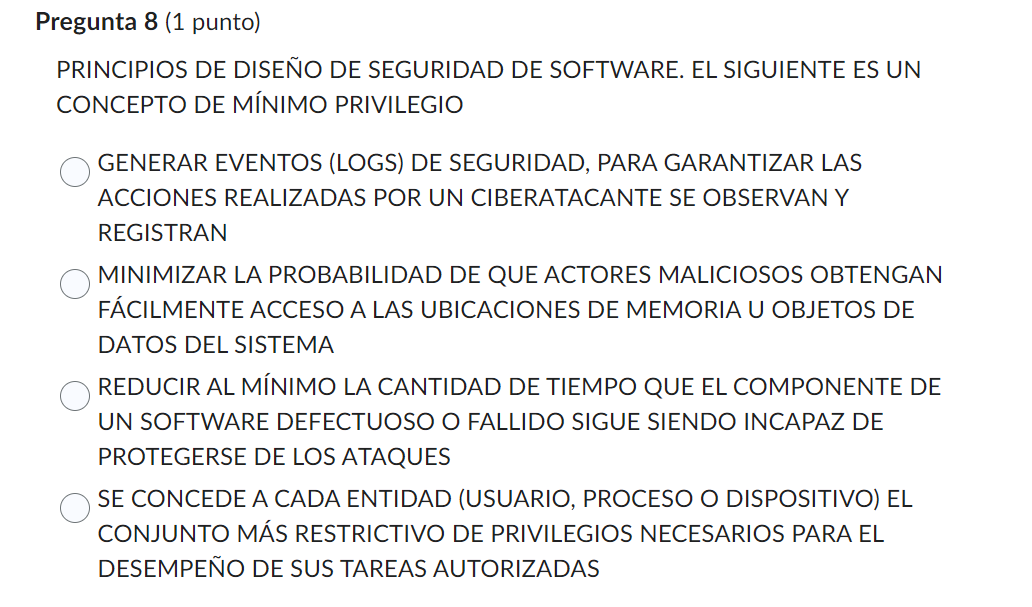 Pregunta 8 (1 punto)
PRINCIPIOS DE DISEÑO DE SEGURIDAD DE SOFTWARE. EL SIGUIENTE ES UN
CONCEPTO DE MÍNIMO PRIVILEGIO
GENERAR EVENTOS (LOGS) DE SEGURIDAD, PARA GARANTIZAR LAS
ACCIONES REALIZADAS POR UN CIBERATACANTE SE OBSERVAN Y
REGISTRAN
MINIMIZAR LA PROBABILIDAD DE QUE ACTORES MALICIOSOS OBTENGAN
FÁCILMENTE ACCESO A LAS UBICACIONES DE MEMORIA U OBJETOS DE
DATOS DEL SISTEMA
REDUCIR AL MÍNIMO LA CANTIDAD DE TIEMPO QUE EL COMPONENTE DE
UN SOFTWARE DEFECTUOSO O FALLIDO SIGUE SIENDO INCAPAZ DE
PROTEGERSE DE LOS ATAQUES
SE CONCEDE A CADA ENTIDAD (USUARIO, PROCESO O DISPOSITIVO) EL
CONJUNTO MÁS RESTRICTIVO DE PRIVILEGIOS NECESARIOS PARA EL
DESEMPEÑO DE SUS TAREAS AUTORIZADAS